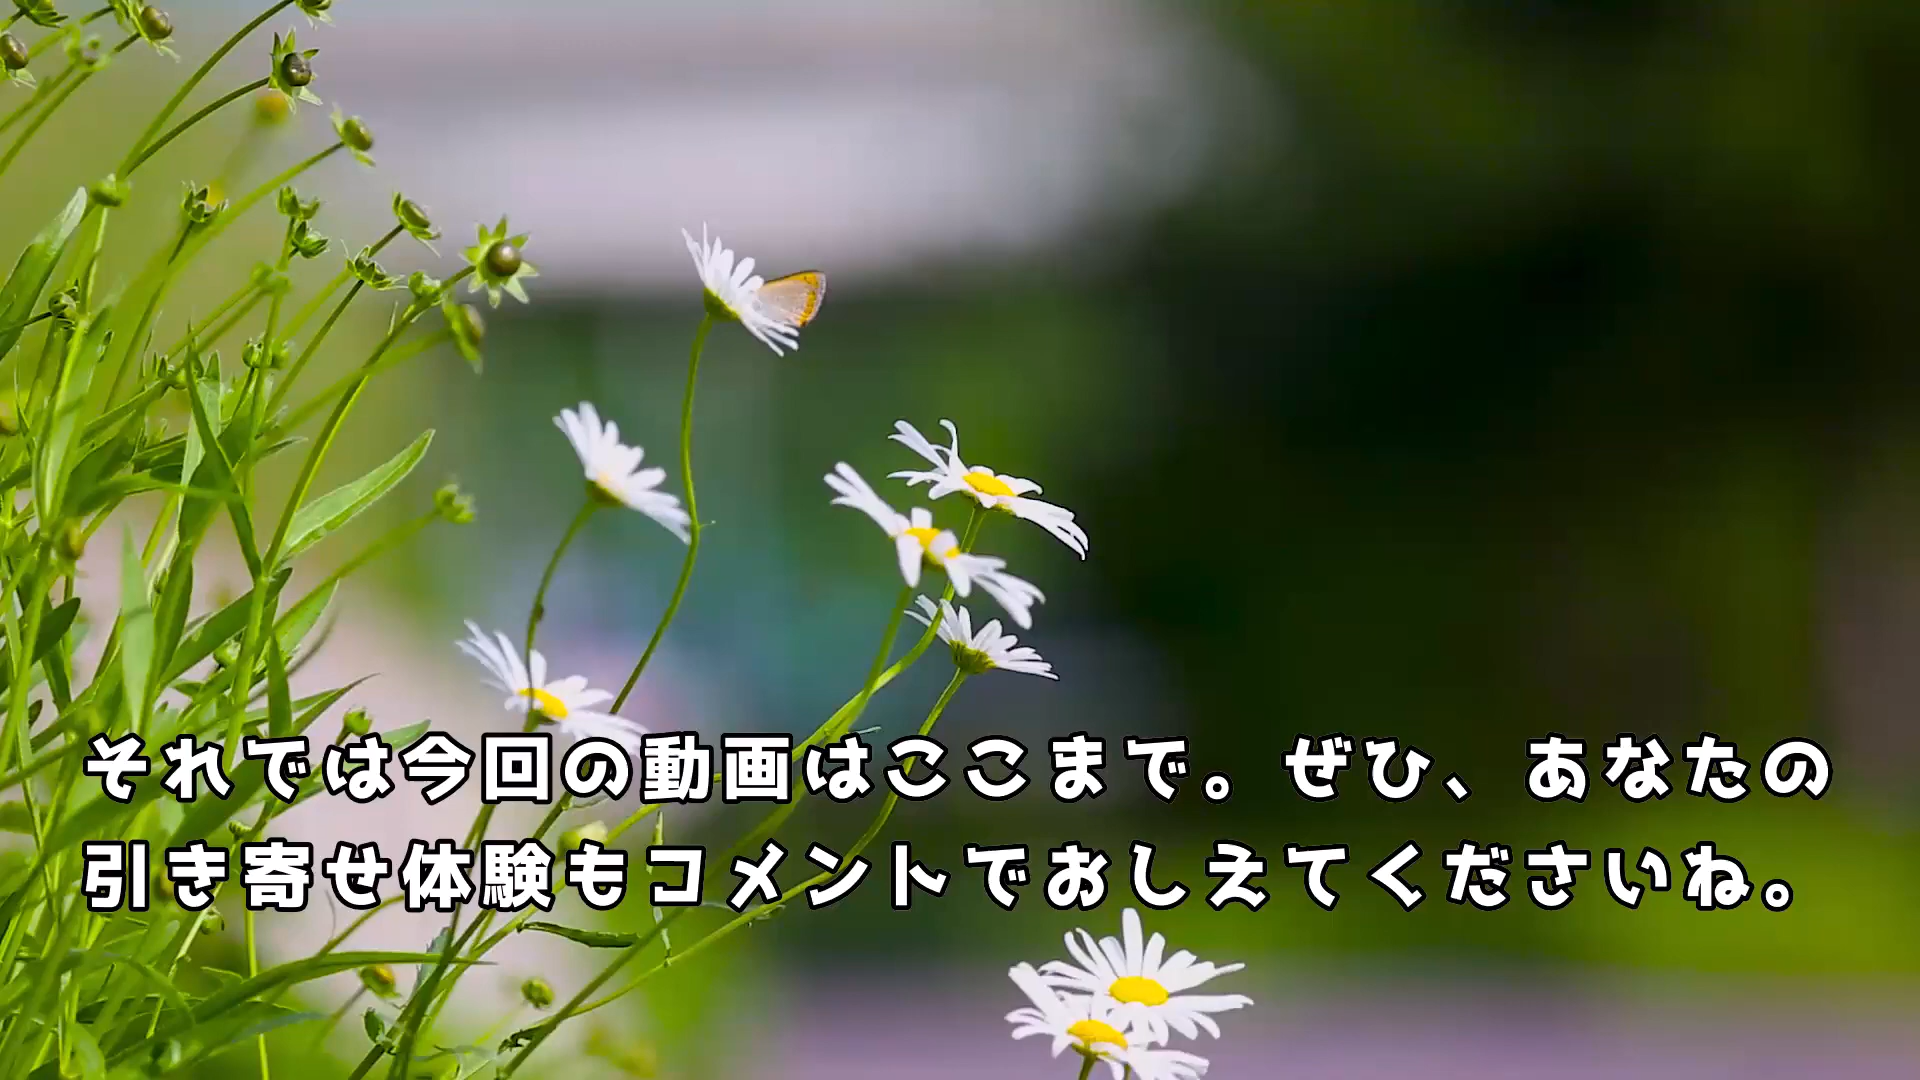 それでは今回の動画はここまで。ぜひ、あなたの
引き寄せ体験もコメントでおしえてくださいね。